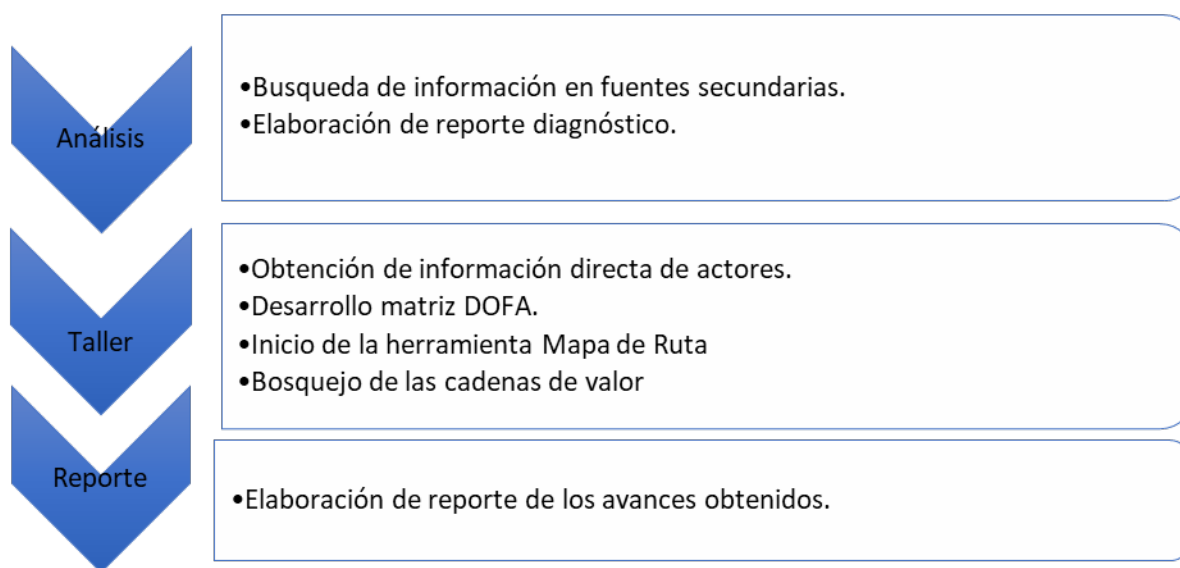 Análisis
•Busqueda de información en fuentes secundarias.
•Elaboración de reporte diagnóstico.
Taller
•Obtención de información directa de actores.
•Desarrollo matriz DOFA.
•Inicio de la herramienta Mapa de Ruta
•Bosquejo de las cadenas de valor
Reporte
•Elaboración de reporte de los avances obtenidos.